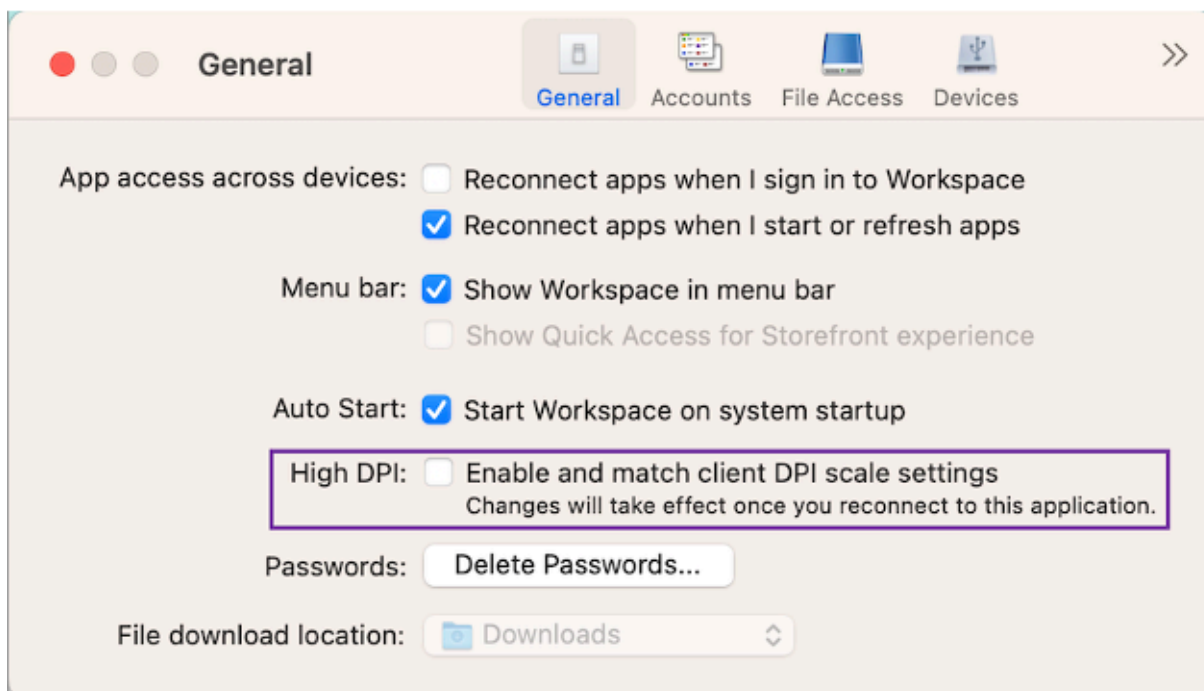 General
General Accounts File Access Devices
App access across devices: Reconnect apps when I sign in to Workspace
Reconnect apps when I start or refresh apps
Menu bar: Show Workspace in menu bar
Show Quick Access for Storefront experience
Auto Start: Start Workspace on system startup
High DPI: Enable and match client DPI scale settings
Changes will take effect once you reconnect to this application.
Passwords: Delete Passwords...
File download location: Downloads